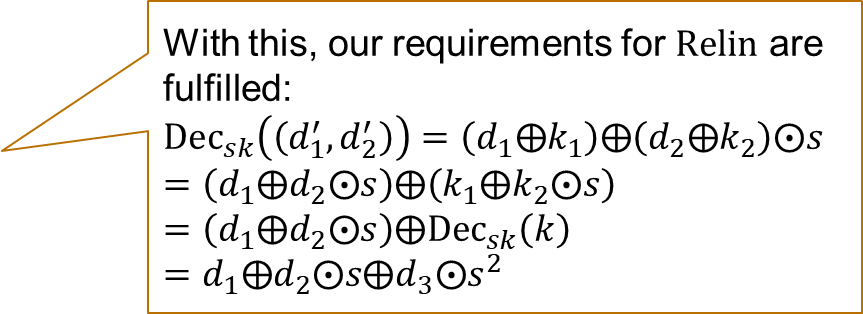 With this, our requirements for Relin are
fulfilled:
Dec_{sk}((d′_1, d′_2)) = (d_1⊕k_1)⊕(d_2⊕k_2)⊙s
= (d_1⊕d_2⊙s)⊕(k_1⊕k_2⊙s)
= (d_1⊕d_2⊙s)⊕Dec_{sk}(k)
= d_1⊕d_2⊙s⊕d_3⊙s^2